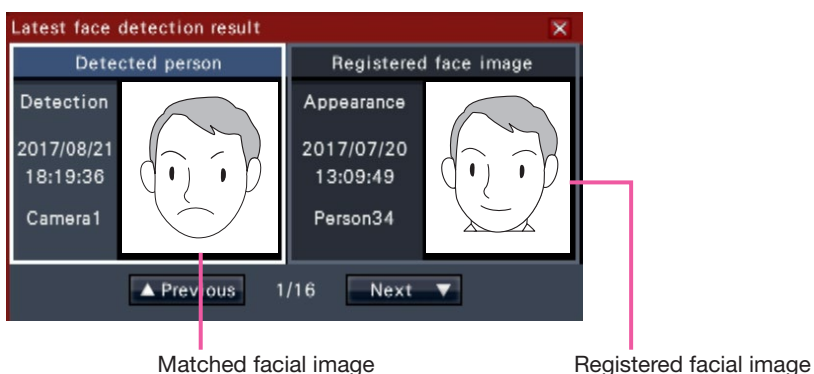 Latest face detection result
Detected person
Registered face image
Detection
2017/08/21
18:19:36
Camera1
Appearance
2017/07/20
13:09:49
Person34
▲ Previous 1/16 Next ▼
Matched facial image
Registered facial image